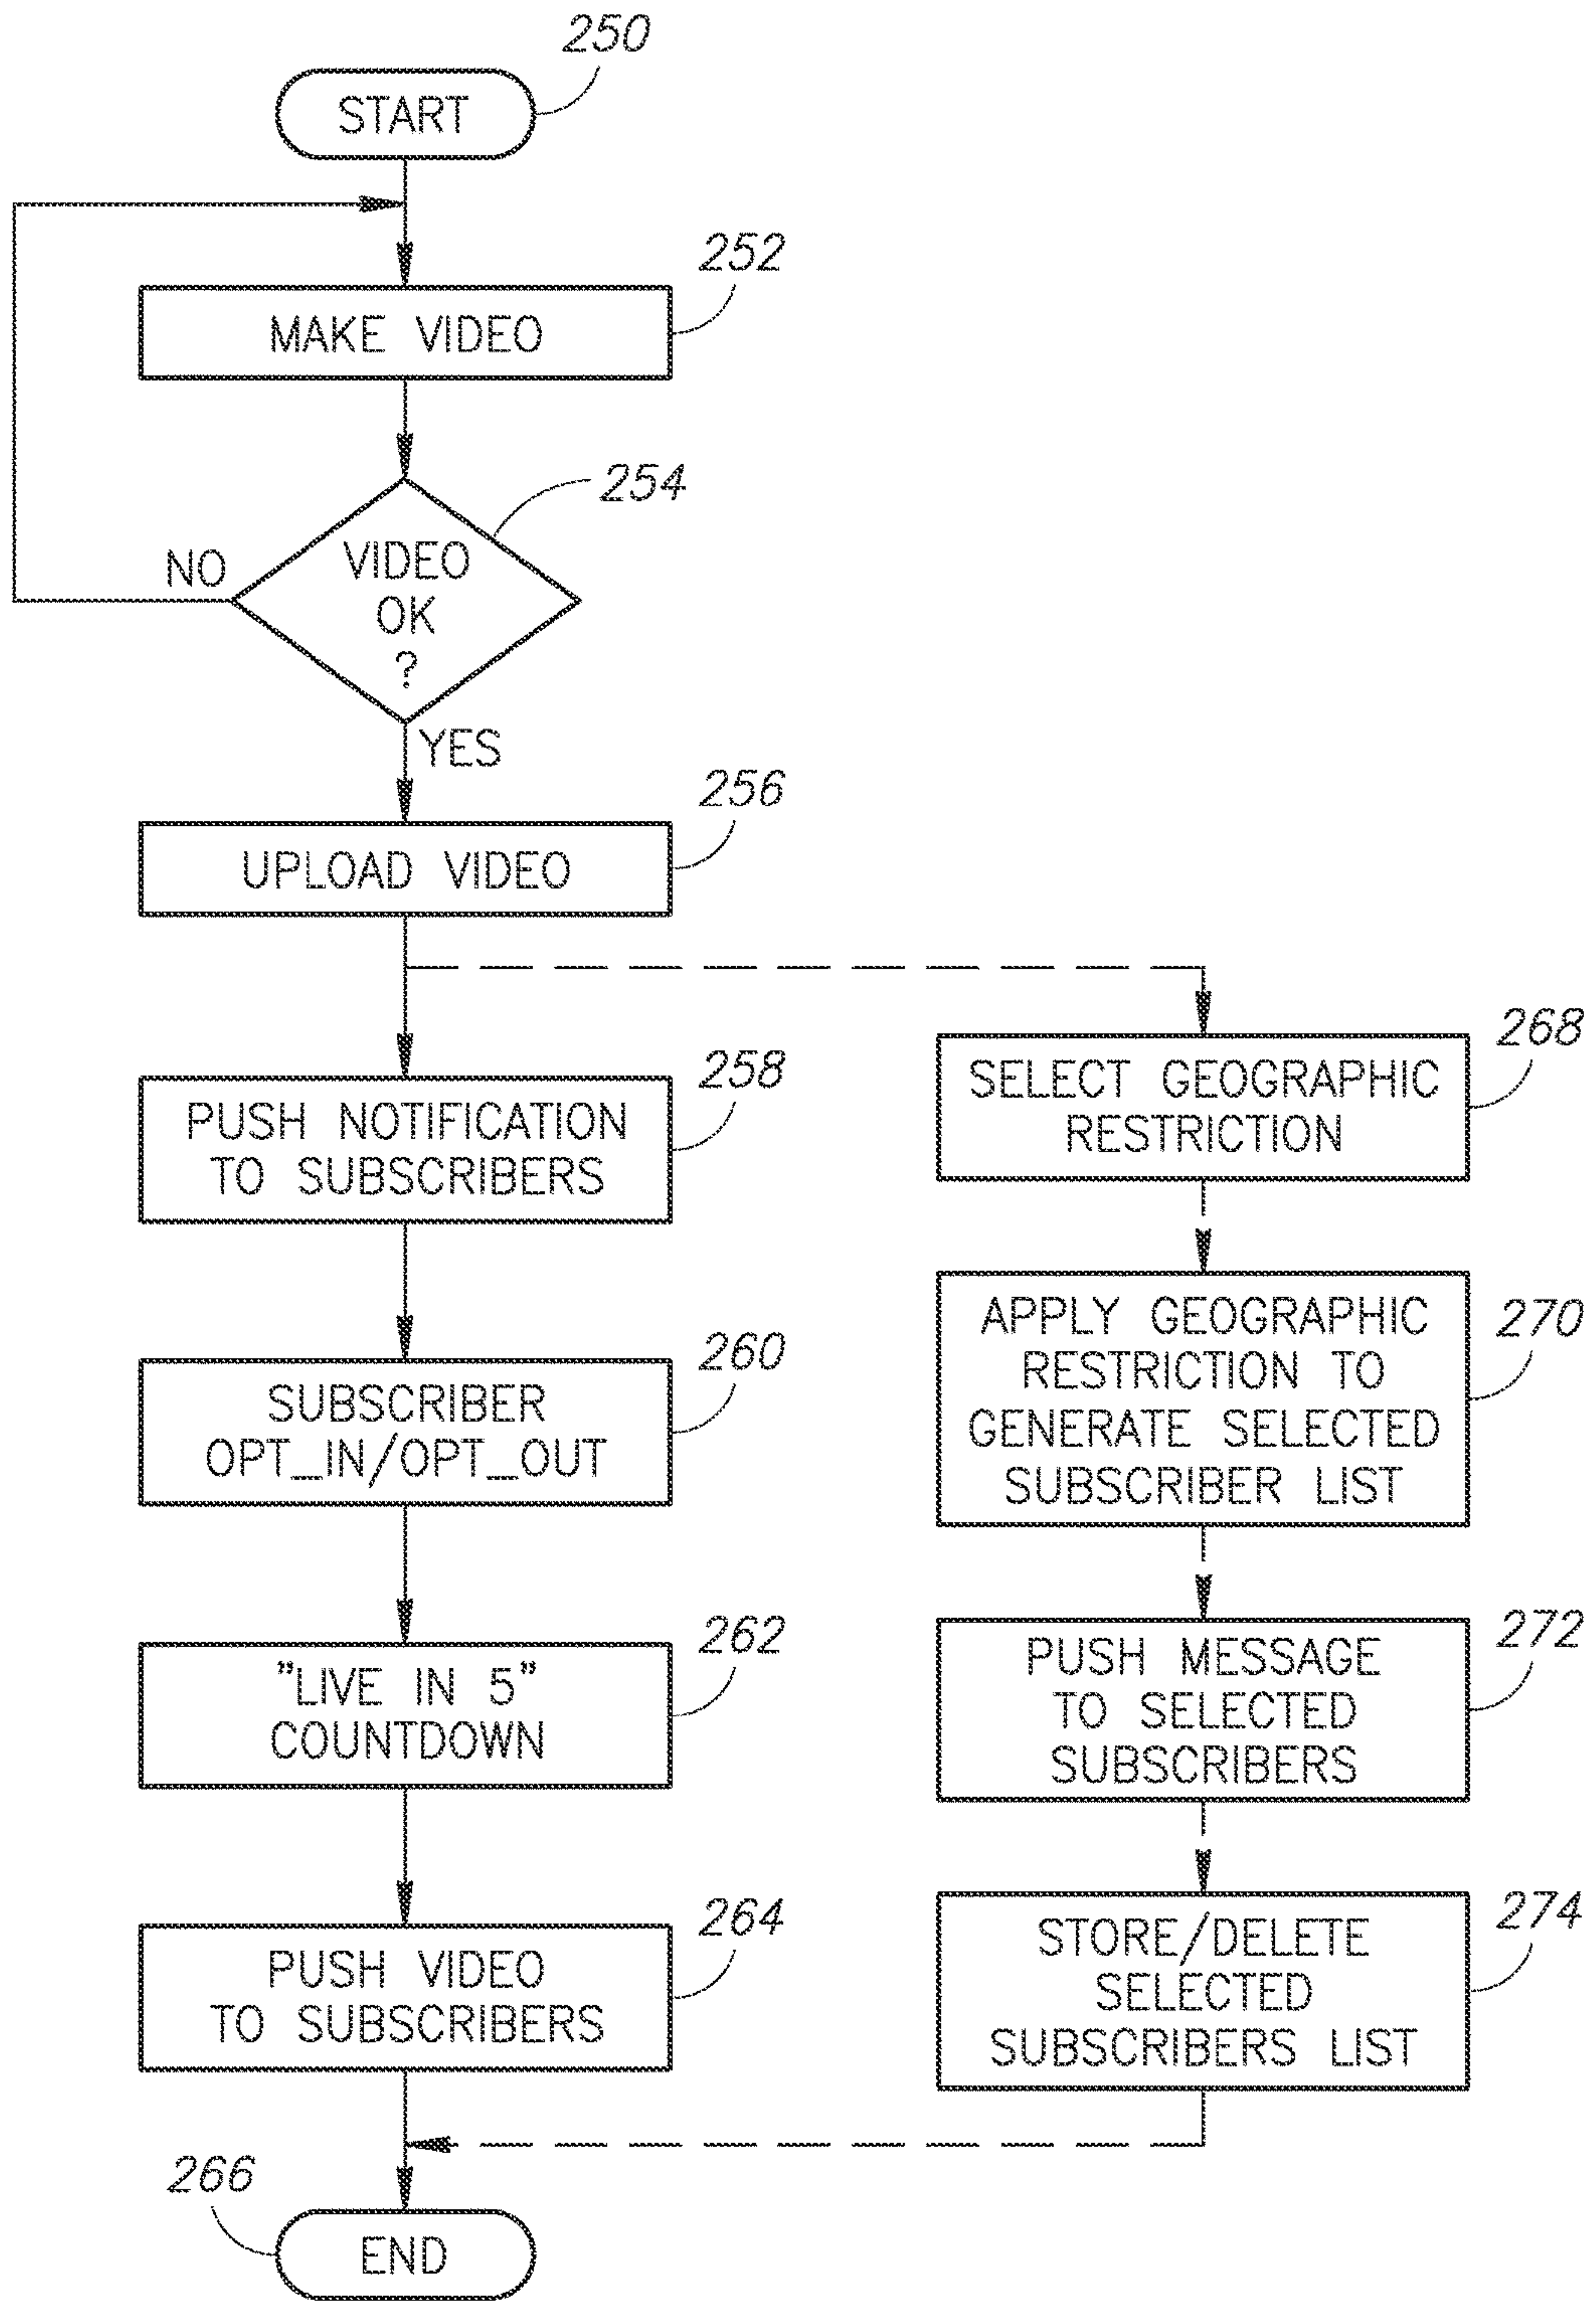 250
START
252
MAKE VIDEO
254
NO
VIDEO
OK
?
YES
256
UPLOAD VIDEO
258
PUSH NOTIFICATION
TO SUBSCRIBERS
260
SUBSCRIBER
OPT_IN/OPT_OUT
262
"LIVE IN 5"
COUNTDOWN
264
PUSH VIDEO
TO SUBSCRIBERS
266
END
268
SELECT GEOGRAPHIC
RESTRICTION
270
APPLY GEOGRAPHIC
RESTRICTION TO
GENERATE SELECTED
SUBSCRIBER LIST
272
PUSH MESSAGE
TO SELECTED
SUBSCRIBERS
274
STORE/DELETE
SELECTED
SUBSCRIBERS LIST